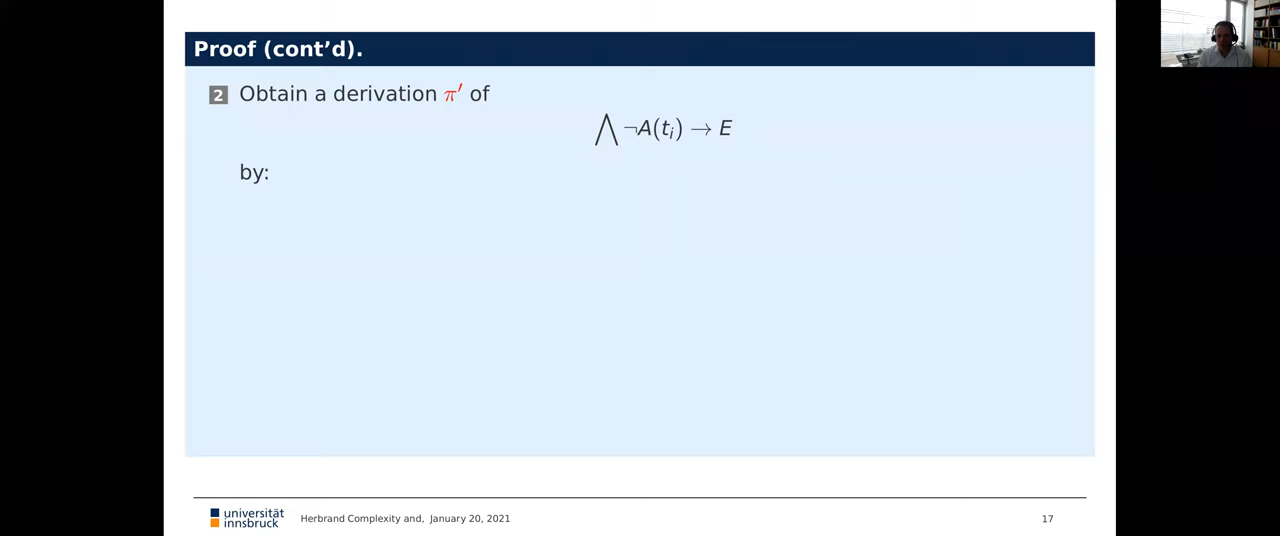 Proof (cont’d).
2 Obtain a derivation π′ of
⋀ ¬A(tᵢ) → E
by:
universität
innsbruck
Herbrand Complexity and, January 20, 2021
17